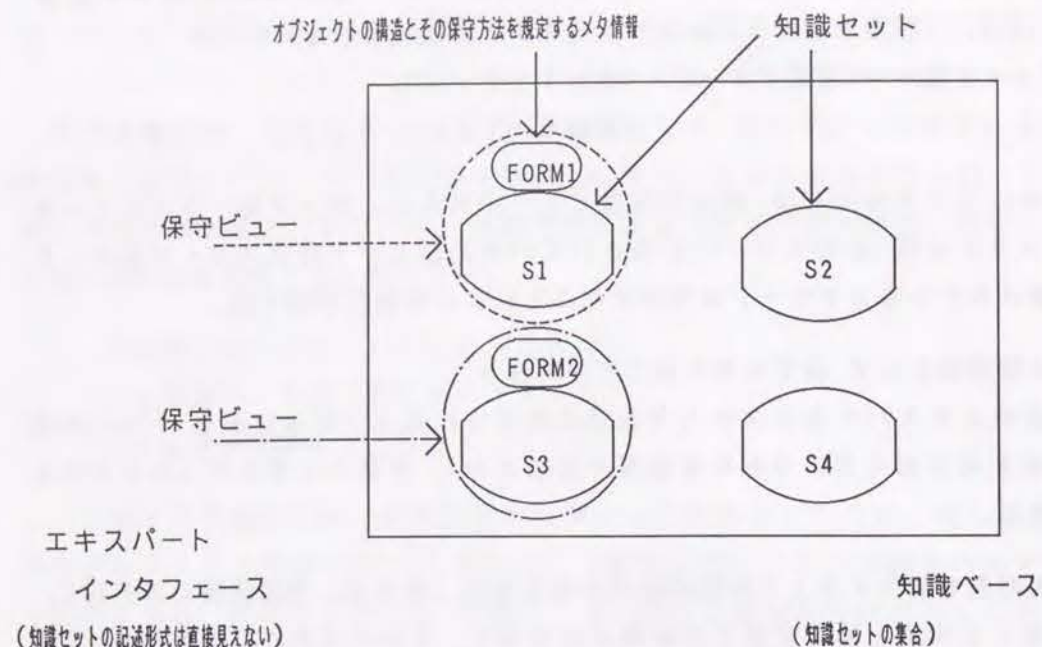 オブジェクトの構造とその保守方法を規定するメタ情報
知識セット
FORM1
保守ビュー
S1
S2
FORM2
保守ビュー
S3
S4
エキスパート
インタフェース
知識ベース
(知識セットの記述形式は直接見えない)
(知識セットの集合)